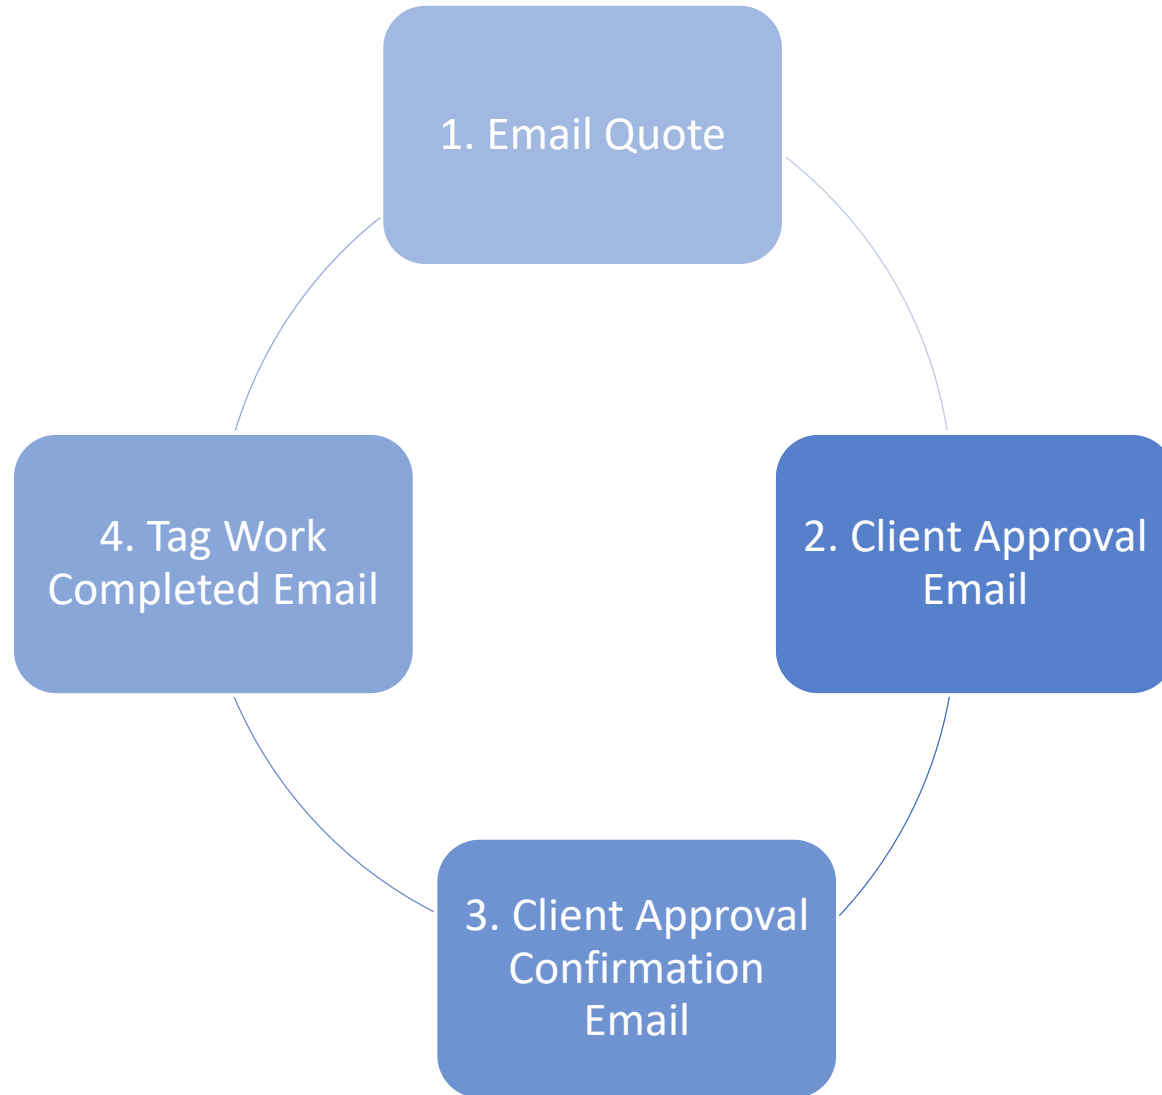 1. Email Quote
2. Client Approval
Email
3. Client Approval
Confirmation
Email
4. Tag Work
Completed Email